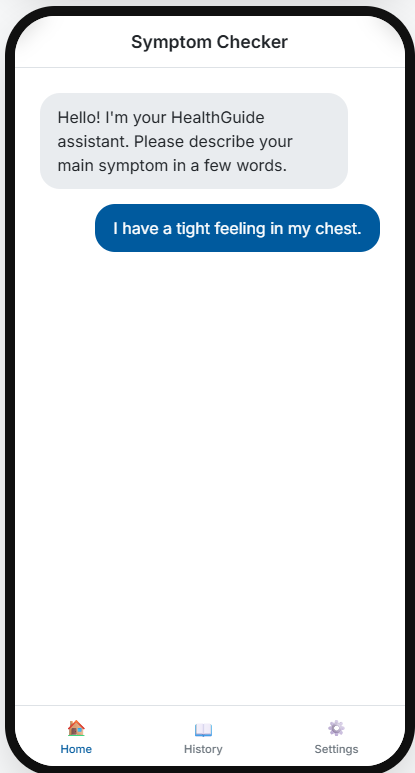 Symptom Checker
Hello! I'm your HealthGuide
assistant. Please describe your
main symptom in a few words.
I have a tight feeling in my chest.
Home
History
Settings